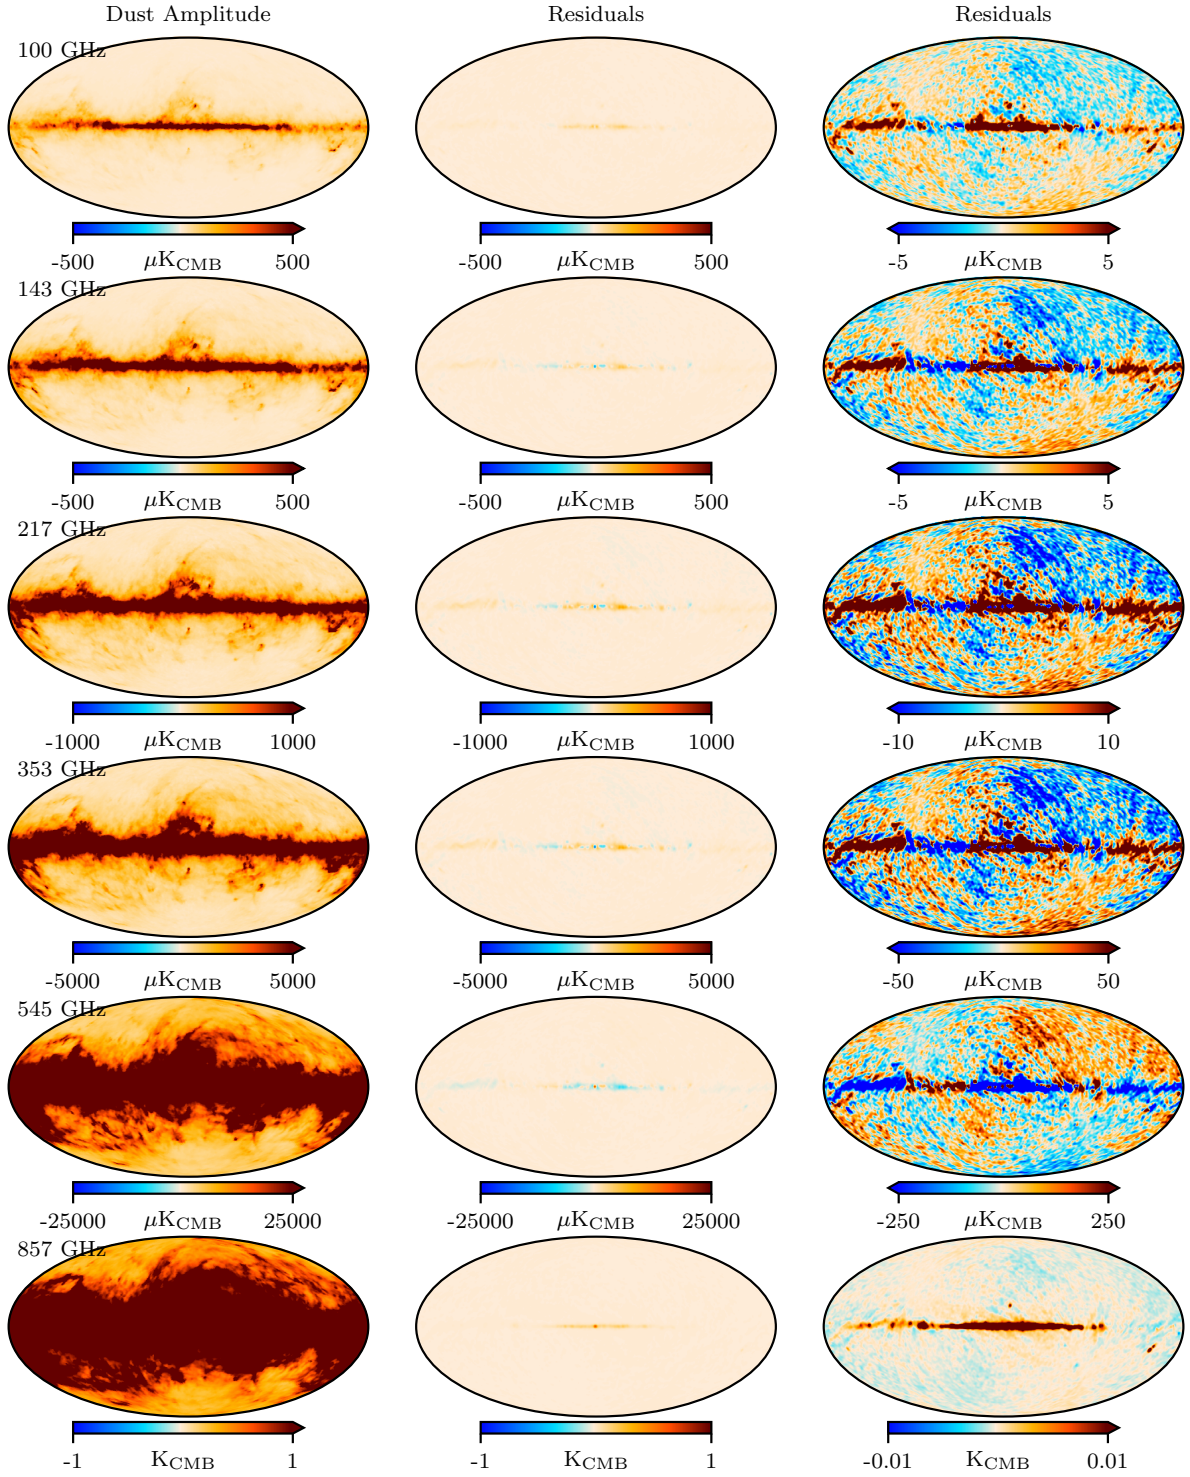 Dust Amplitude Residuals Residuals
100 GHz
-500 μK_CMB 500 -500 μK_CMB 500 -5 μK_CMB 5
143 GHz
-500 μK_CMB 500 -500 μK_CMB 500 -5 μK_CMB 5
217 GHz
-1000 μK_CMB 1000 -1000 μK_CMB 1000 -10 μK_CMB 10
353 GHz
-5000 μK_CMB 5000 -5000 μK_CMB 5000 -50 μK_CMB 50
545 GHz
-25000 μK_CMB 25000 -25000 μK_CMB 25000 -250 μK_CMB 250
857 GHz
-1 K_CMB 1 -1 K_CMB 1 -0.01 K_CMB 0.01